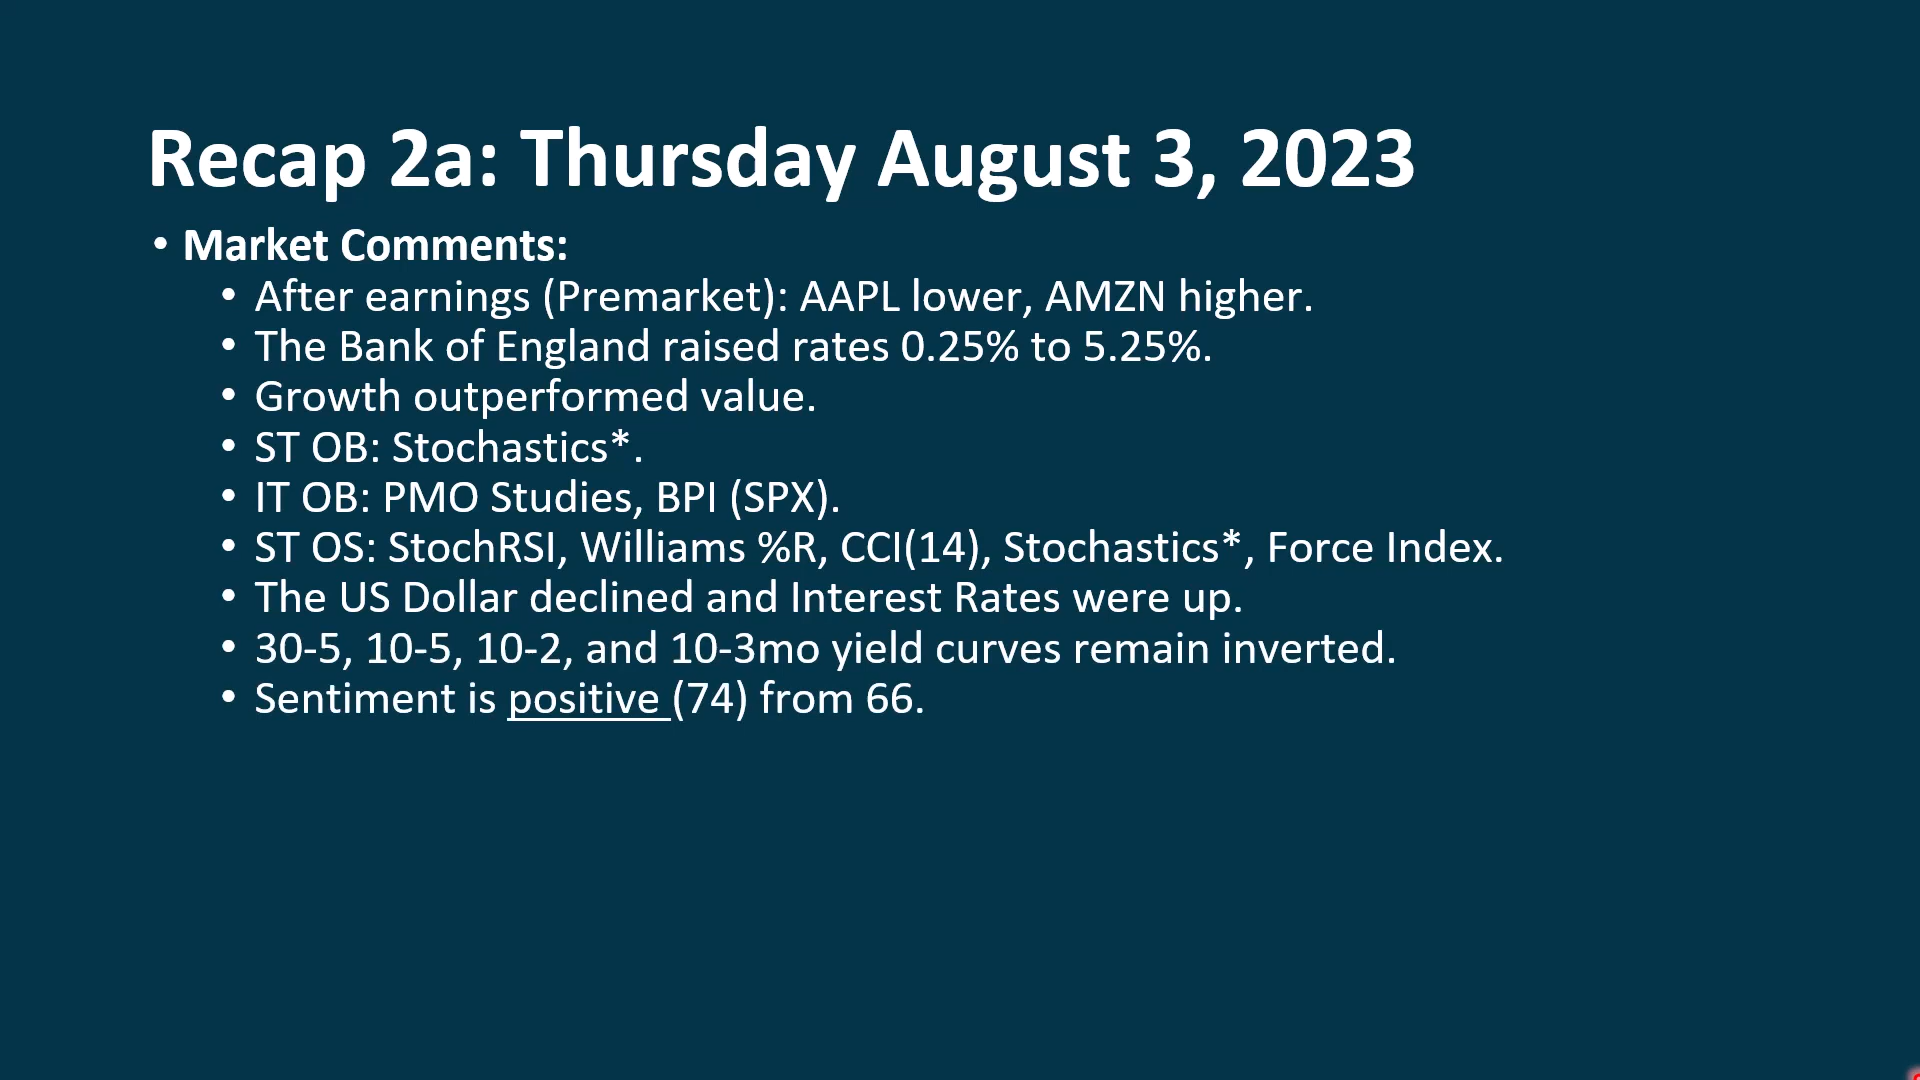 Recap 2a: Thursday August 3, 2023
• Market Comments:
• After earnings (Premarket): AAPL lower, AMZN higher.
• The Bank of England raised rates 0.25% to 5.25%.
• Growth outperformed value.
• ST OB: Stochastics*.
• IT OB: PMO Studies, BPI (SPX).
• ST OS: StochRSI, Williams %R, CCI(14), Stochastics*, Force Index.
• The US Dollar declined and Interest Rates were up.
• 30-5, 10-5, 10-2, and 10-3mo yield curves remain inverted.
• Sentiment is positive (74) from 66.